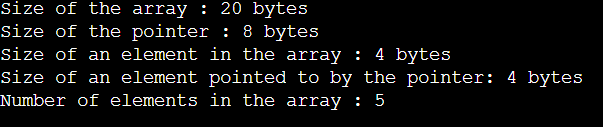 Size of the array : 20 bytes
Size of the pointer : 8 bytes
Size of an element in the array : 4 bytes
Size of an element pointed to by the pointer: 4 bytes
Number of elements in the array : 5